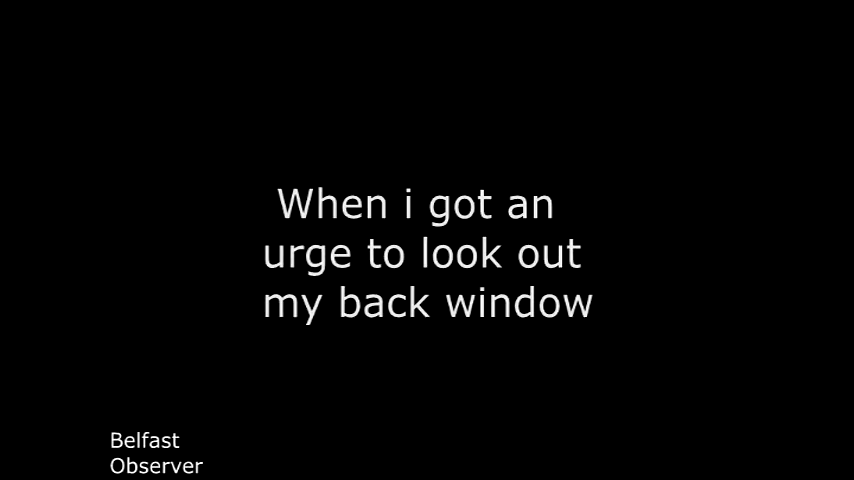 When i got an
urge to look out
my back window
Belfast
Observer